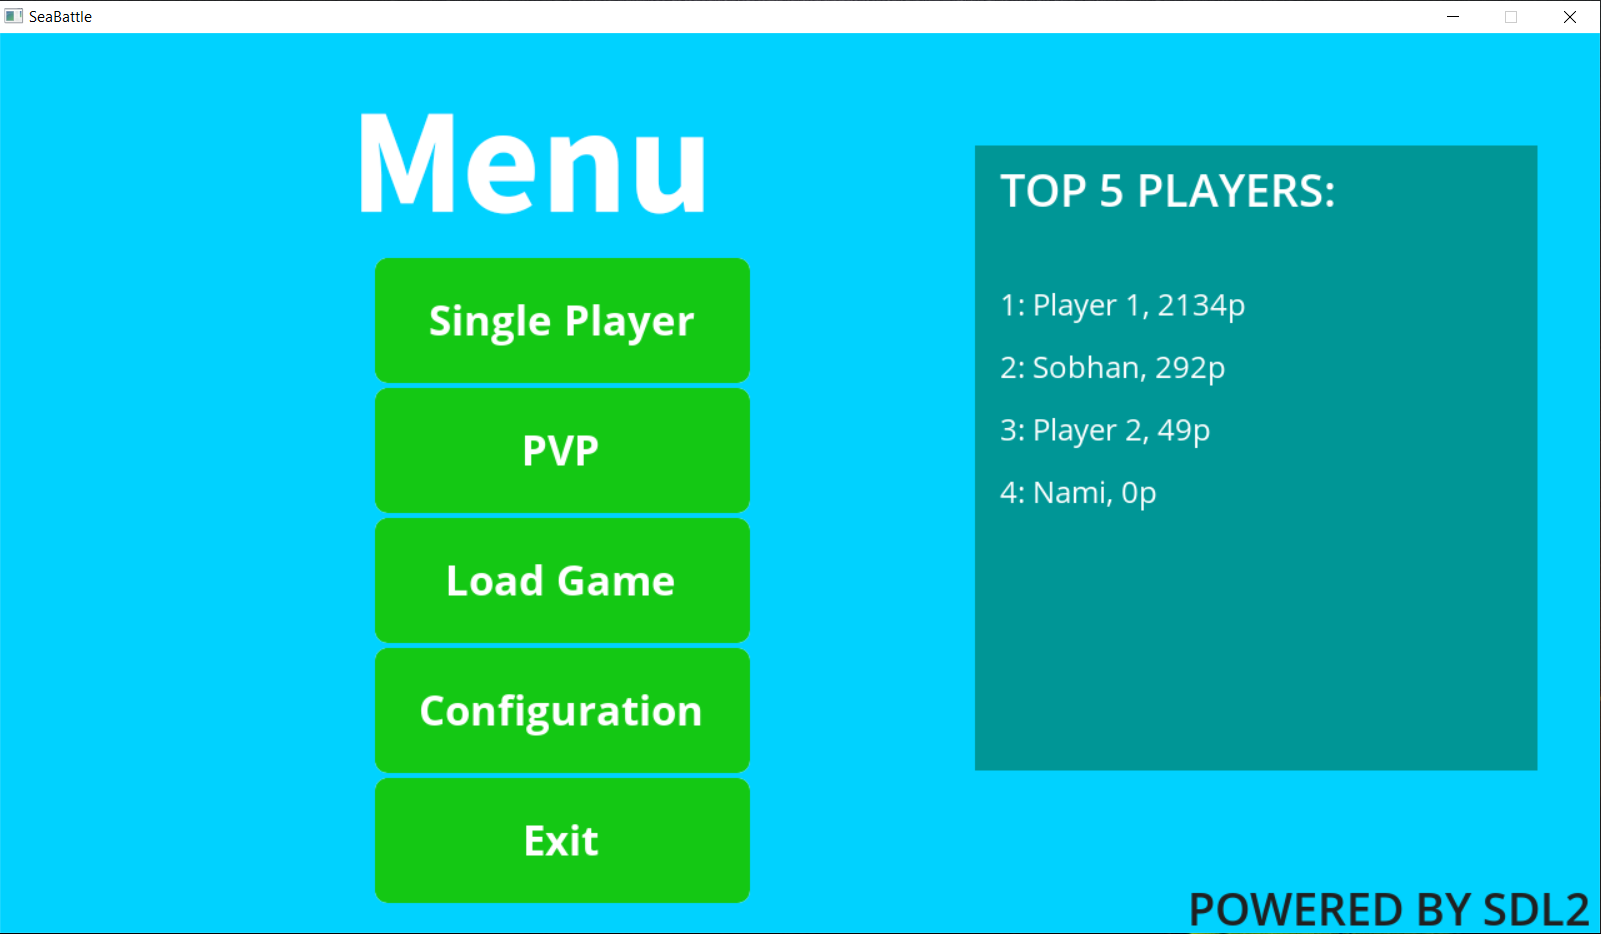 SeaBattle
Menu
Single Player
PVP
Load Game
Configuration
Exit
TOP 5 PLAYERS:
1: Player 1, 2134p
2: Sobhan, 292p
3: Player 2, 49p
4: Nami, 0p
POWERED BY SDL2